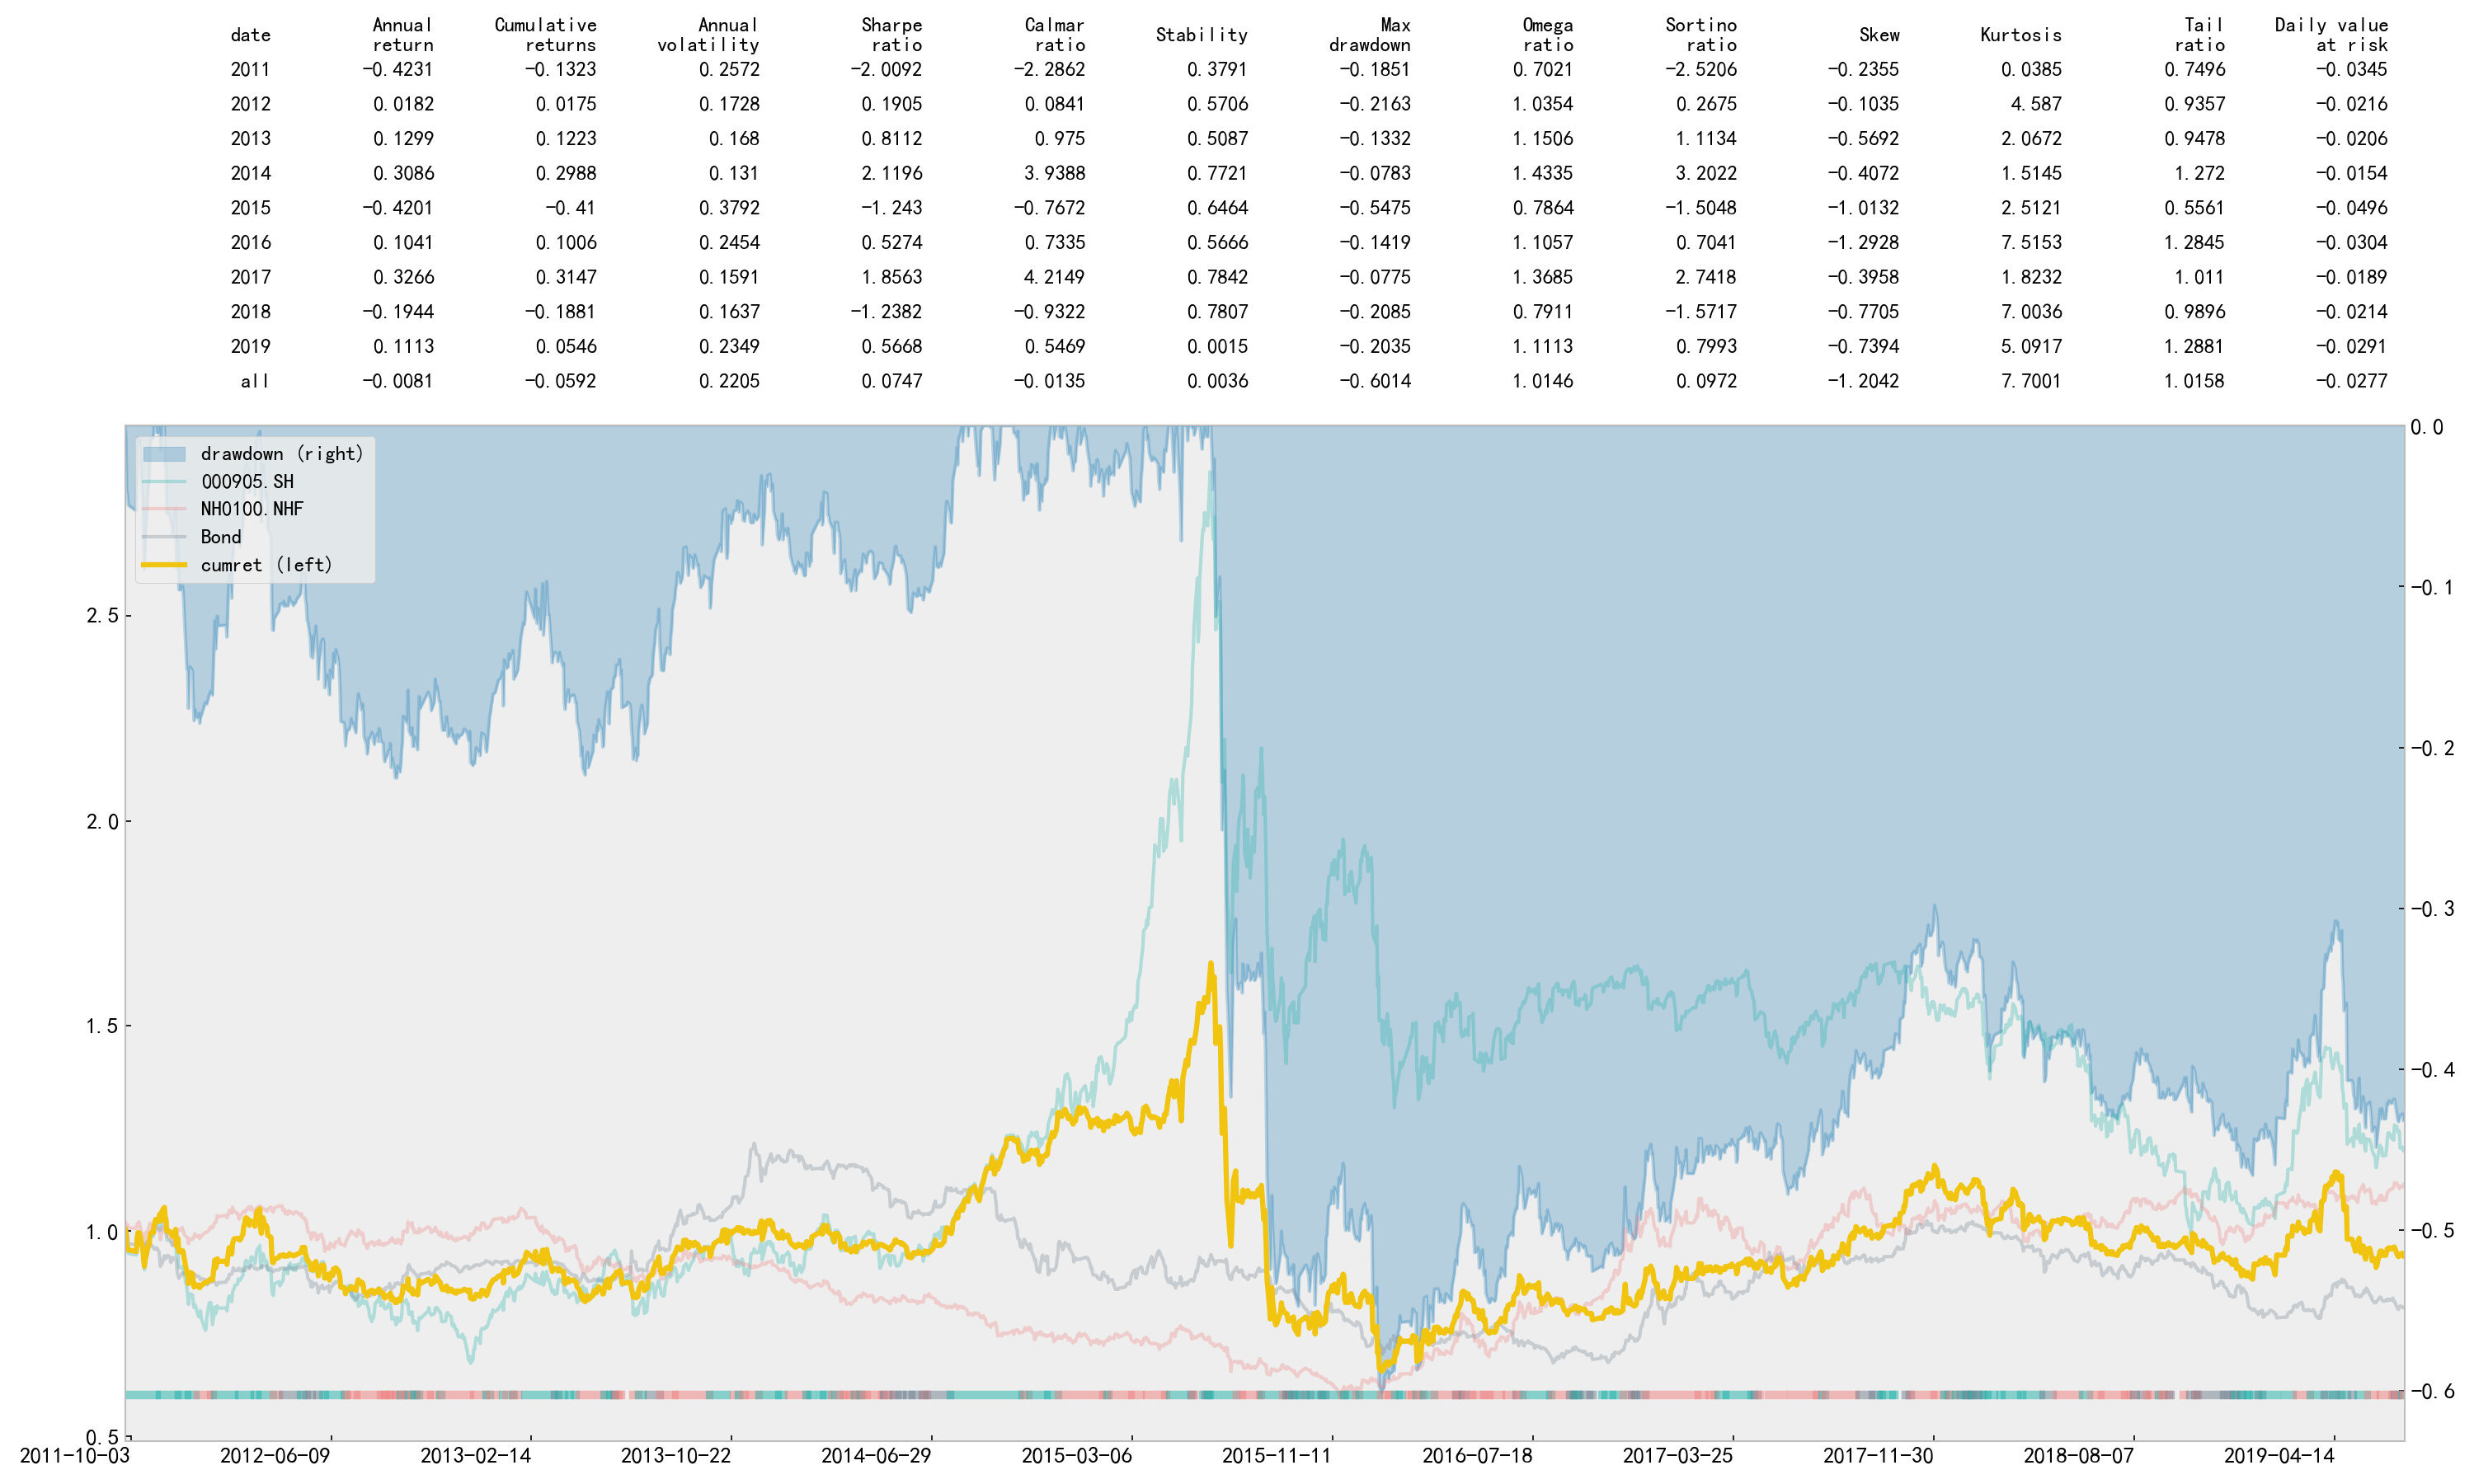 date Annual return Cumulative returns Annual volatility Sharpe ratio Calmar ratio Stability Max drawdown Omega ratio Sortino ratio Skew Kurtosis Tail ratio Daily value at risk
2011 -0.4231 -0.1323 0.2572 -2.0092 -2.2862 0.3791 -0.1851 0.7021 -2.5206 -0.2355 0.0385 0.7496 -0.0345
2012 0.0182 0.0175 0.1728 0.1905 0.0841 0.5706 -0.2163 1.0354 0.2675 -0.1035 4.587 0.9357 -0.0216
2013 0.1299 0.1223 0.168 0.8112 0.975 0.5087 -0.1332 1.1506 1.1134 -0.5692 2.0672 0.9478 -0.0206
2014 0.3086 0.2988 0.131 2.1196 3.9388 0.7721 -0.0783 1.4335 3.2022 -0.4072 1.5145 1.272 -0.0154
2015 -0.4201 -0.41 0.3792 -1.243 -0.7672 0.6464 -0.5475 0.7864 -1.5048 -1.0132 2.5121 0.5561 -0.0496
2016 0.1041 0.1006 0.2454 0.5274 0.7335 0.5666 -0.1419 1.1057 0.7041 -1.2928 7.5153 1.2845 -0.0304
2017 0.3266 0.3147 0.1591 1.8563 4.2149 0.7842 -0.0775 1.3685 2.7418 -0.3958 1.8232 1.011 -0.0189
2018 -0.1944 -0.1881 0.1637 -1.2382 -0.9322 0.7807 -0.2085 0.7911 -1.5717 -0.7705 7.0036 0.9896 -0.0214
2019 0.1113 0.0546 0.2349 0.5668 0.5469 0.0015 -0.2035 1.1113 0.7993 -0.7394 5.0917 1.2881 -0.0291
all -0.0081 -0.0592 0.2205 0.0747 -0.0135 0.0036 -0.6014 1.0146 0.0972 -1.2042 7.7001 1.0158 -0.0277
drawdown (right)
000905.SH
NH0100.NHF
Bond
cumret (left)
2.5
2.0
1.5
1.0
0.5
0.0
-0.1
-0.2
-0.3
-0.4
-0.5
-0.6
2011-10-03 2012-06-09 2013-02-14 2013-10-22 2014-06-29 2015-03-06 2015-11-11 2016-07-18 2017-03-25 2017-11-30 2018-08-07 2019-04-14